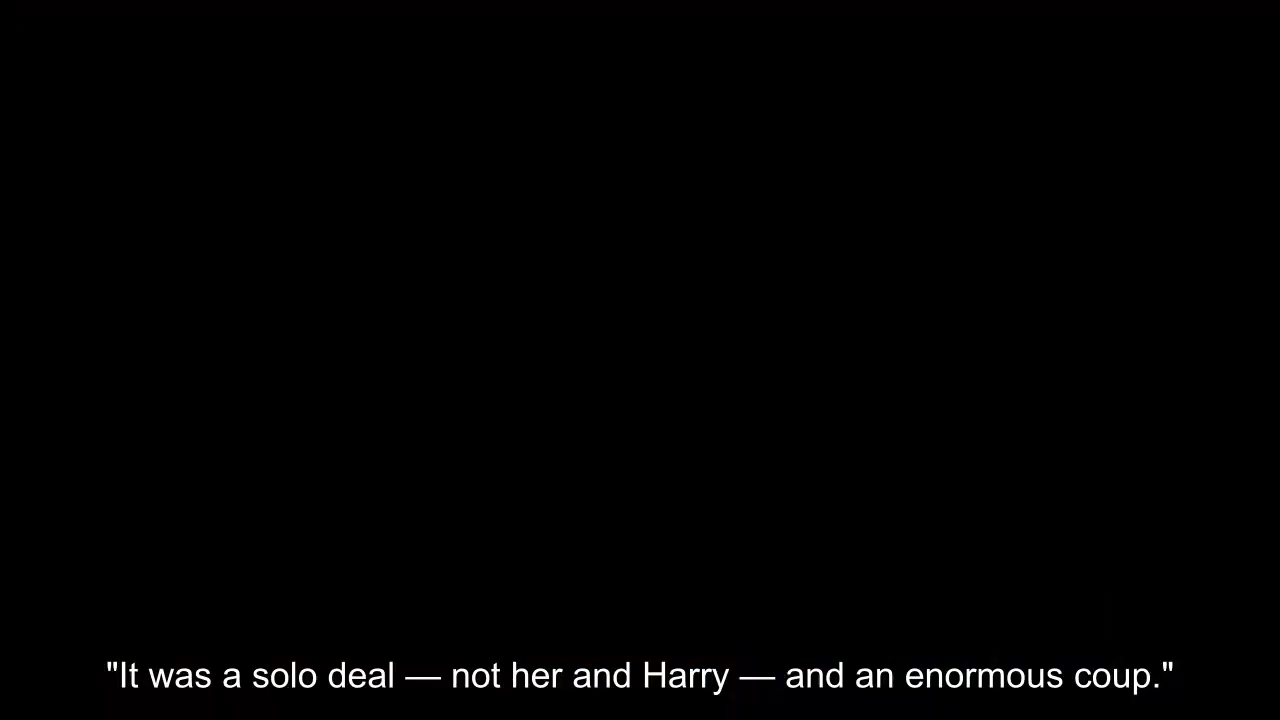 "It was a solo deal — not her and Harry — and an enormous coup."